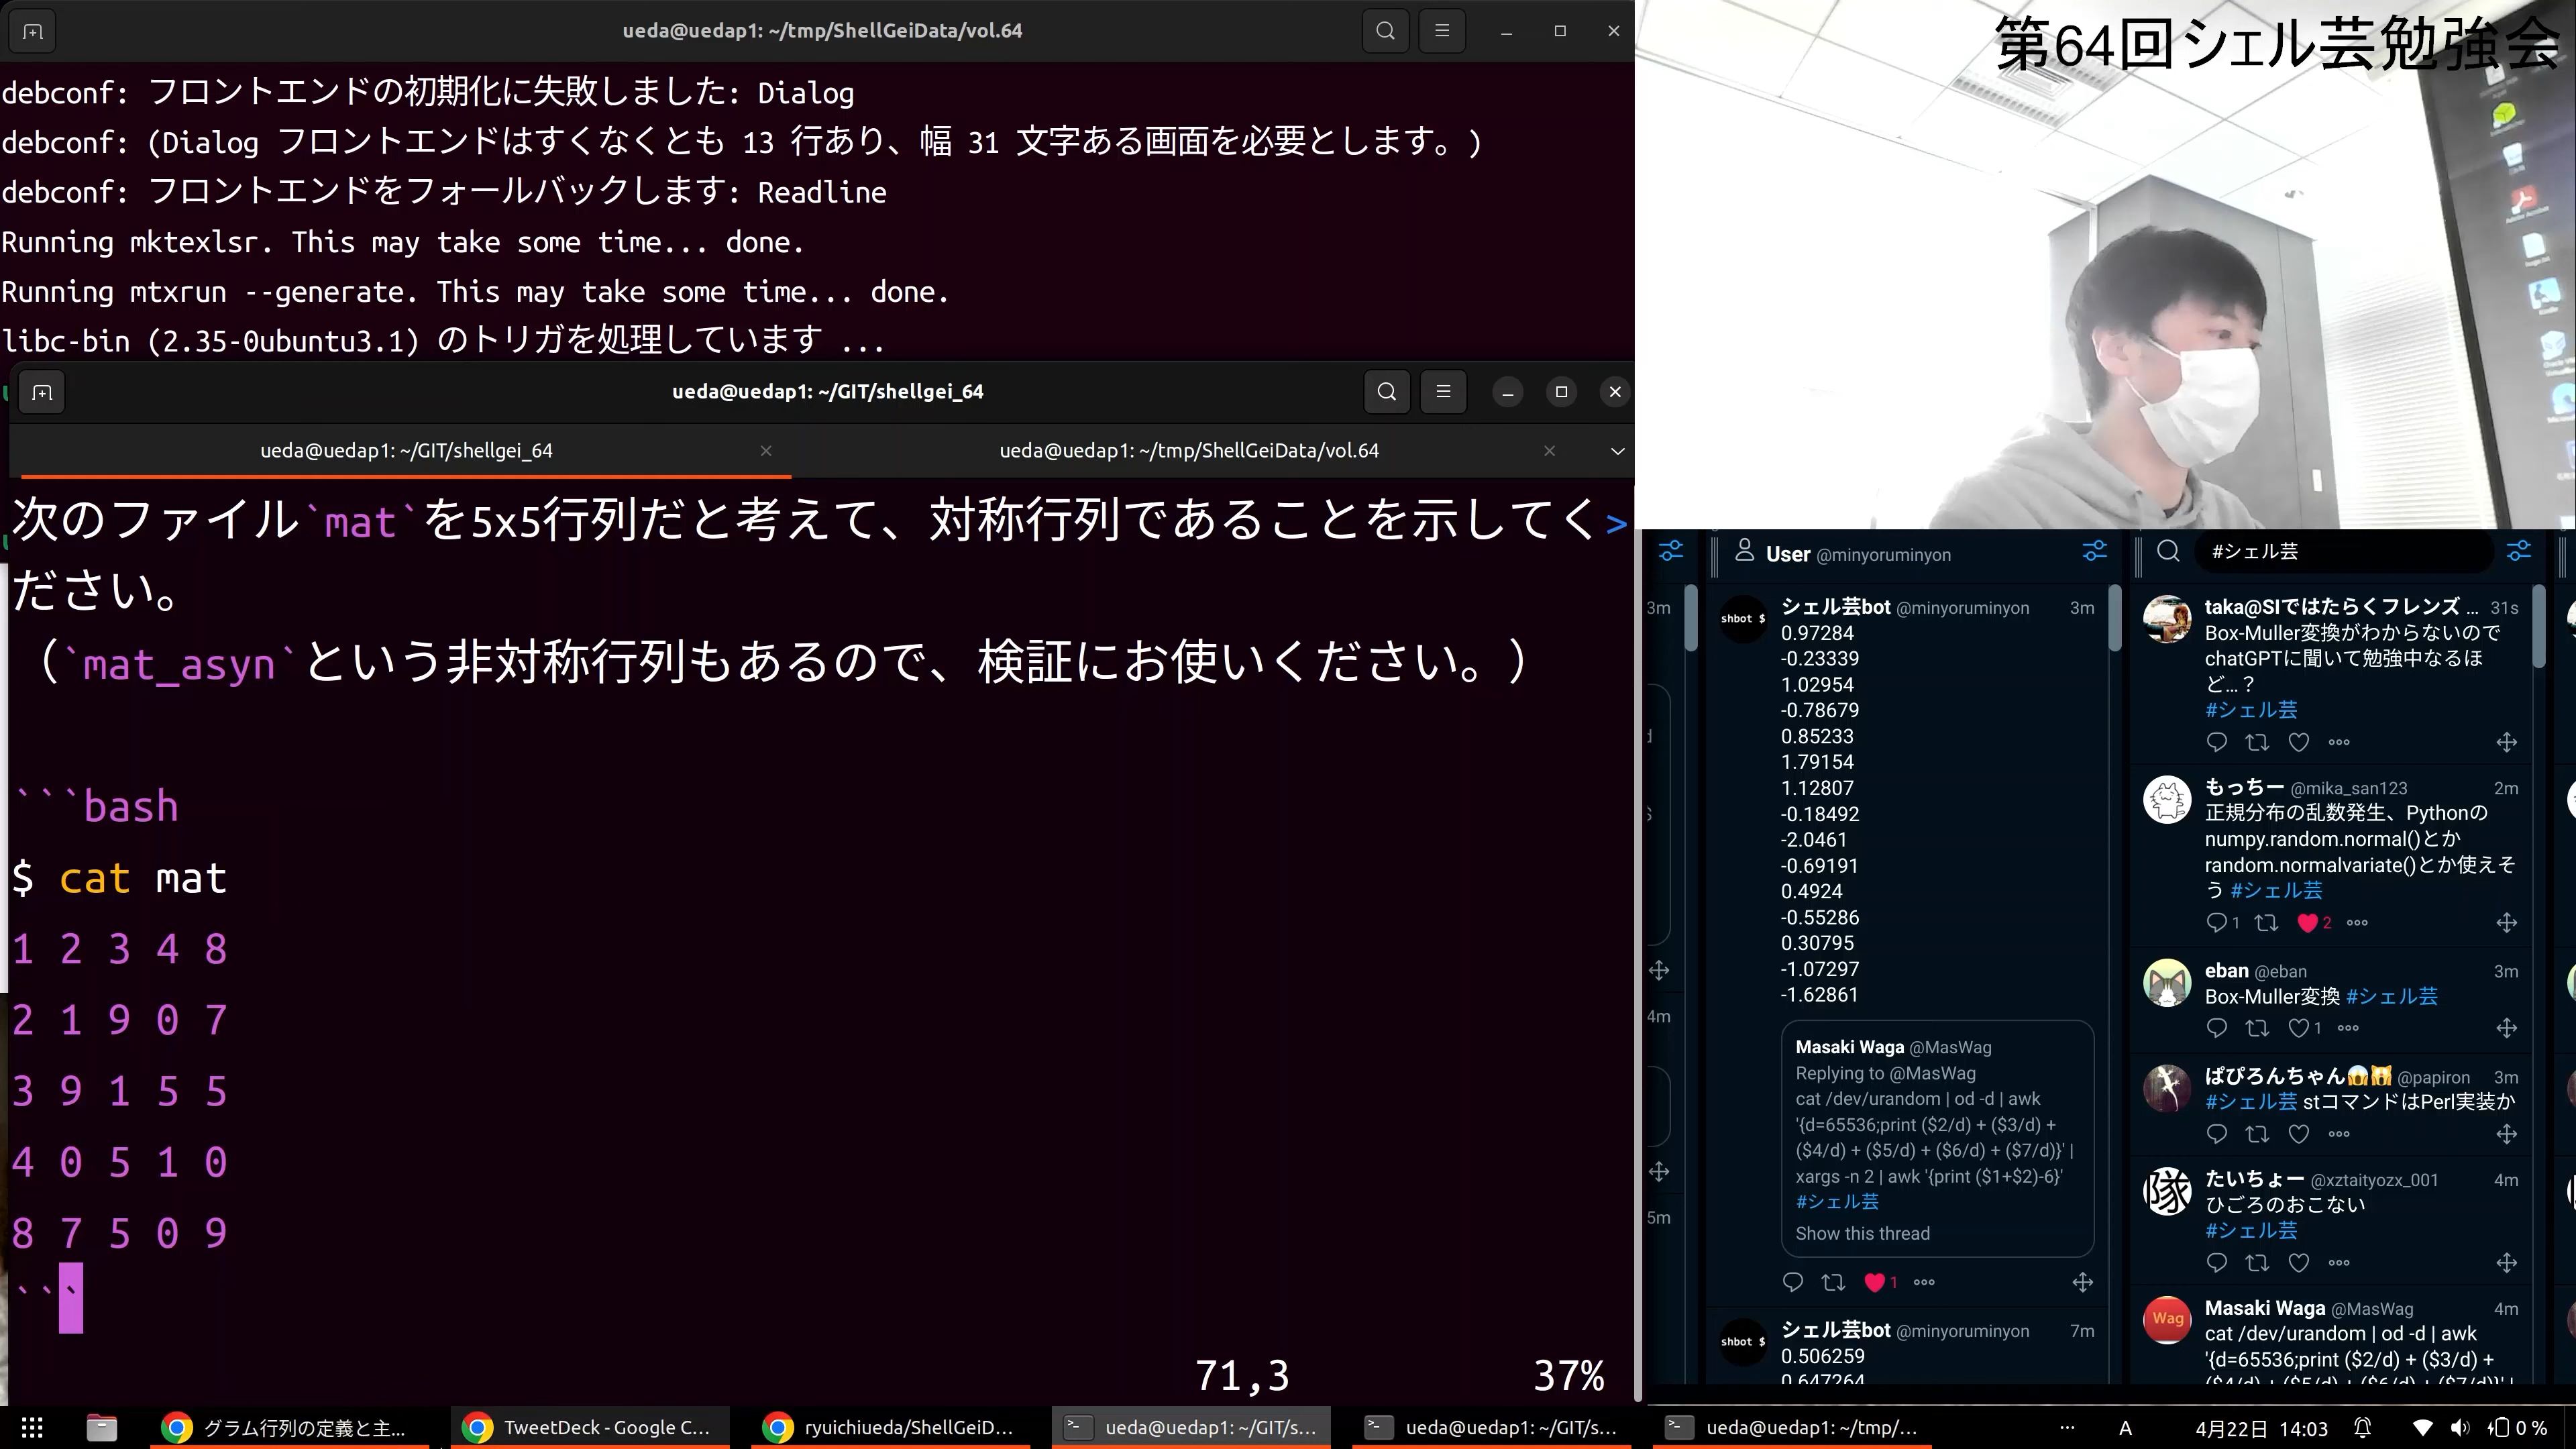 ueda@uedap1: ~/tmp/ShellGeiData/vol.64
debconf: フロントエンドの初期化に失敗しました: Dialog
debconf: (Dialog フロントエンドはすくなくとも 13 行あり、幅 31 文字ある画面を必要とします。)
debconf: フロントエンドをフォールバックします: Readline
Running mktexlsr. This may take some time... done.
Running mtxrun --generate. This may take some time... done.
libc-bin (2.35-0ubuntu3.1) のトリガを処理しています ...
ueda@uedap1: ~/GIT/shellgei_64
ueda@uedap1: ~/GIT/shellgei_64
ueda@uedap1: ~/tmp/ShellGeiData/vol.64
次のファイル`mat`を5x5行列だと考えて、対称行列であることを示してく>
ださい。
（`mat_asyn`という非対称行列もあるので、検証にお使いください。）
```bash
$ cat mat
1 2 3 4 8
2 1 9 0 7
3 9 1 5 5
4 0 5 1 0
8 7 5 0 9
```
71,3 37%
第64回シェル芸勉強会
3m
4m
5m
User @minyoruminyon
シェル芸bot @minyoruminyon 3m
shbot $
0.97284
-0.23339
1.02954
-0.78679
0.85233
1.79154
1.12807
-0.18492
-2.0461
-0.69191
0.4924
-0.55286
0.30795
-1.07297
-1.62861
Masaki Waga @MasWag
Replying to @MasWag
cat /dev/urandom | od -d | awk
'{d=65536;print ($2/d) + ($3/d) +
($4/d) + ($5/d) + ($6/d) + ($7/d)}' |
xargs -n 2 | awk '{print ($1+$2)-6}'
#シェル芸
Show this thread
1
シェル芸bot @minyoruminyon 7m
shbot $
0.506259
0.647264
#シェル芸
taka@SIではたらくフレンズ ... 31s
Box-Muller変換がわからないので
chatGPTに聞いて勉強中なるほ
ど…？
#シェル芸
もっちー @mika_san123 2m
正規分布の乱数発生、Pythonの
numpy.random.normal()とか
random.normalvariate()とか使えそ
う #シェル芸
1 2
eban @eban 3m
Box-Muller変換 #シェル芸
1
ぱぴろんちゃん😱🙀 @papiron 3m
#シェル芸 stコマンドはPerl実装か
たいちょー @xztaityozx_001 4m
隊
ひごろのおこない
#シェル芸
Masaki Waga @MasWag 4m
Wag
cat /dev/urandom | od -d | awk
'{d=65536;print ($2/d) + ($3/d) +
($4/d) + ($5/d) + ($6/d) + ($7/d)}' |
グラム行列の定義と主...
TweetDeck - Google C...
ryuichiueda/ShellGeiD...
ueda@uedap1: ~/GIT/s...
ueda@uedap1: ~/GIT/s...
ueda@uedap1: ~/tmp/...
A
4月22日 14:03
0 %